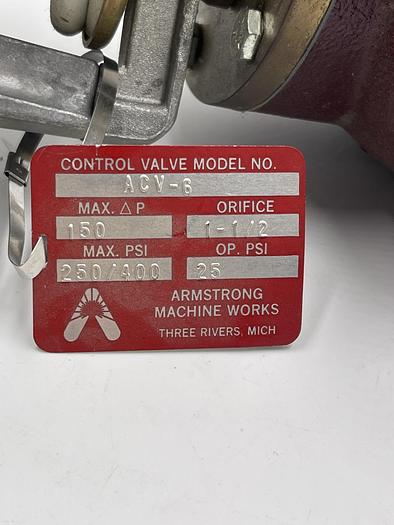 CONTROL VALVE MODEL NO.
ACV-6
MAX. △ P ORIFICE
150 1-1/2
MAX. PSI OP. PSI
250/400 25
ARMSTRONG
MACHINE WORKS
THREE RIVERS, MICH